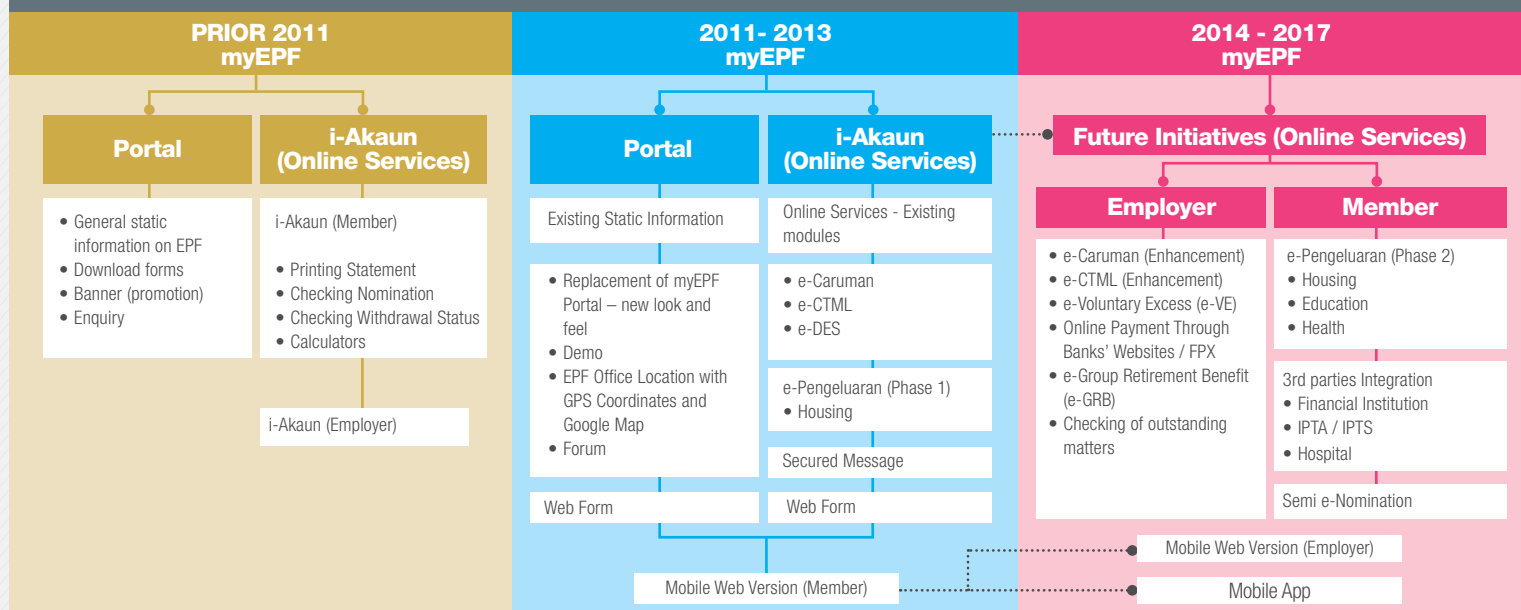 PRIOR 2011
myEPF
Portal
i-Akaun
(Online Services)
• General static
information on EPF
• Download forms
• Banner (promotion)
• Enquiry
i-Akaun (Member)
• Printing Statement
• Checking Nomination
• Checking Withdrawal Status
• Calculators
i-Akaun (Employer)
2011- 2013
myEPF
Portal
i-Akaun
(Online Services)
Existing Static Information
• Replacement of myEPF
Portal – new look and
feel
• Demo
• EPF Office Location with
GPS Coordinates and
Google Map
• Forum
Web Form
Online Services - Existing
modules
• e-Caruman
• e-CTML
• e-DES
e-Pengeluaran (Phase 1)
• Housing
Secured Message
Web Form
Mobile Web Version (Member)
2014 - 2017
myEPF
Future Initiatives (Online Services)
Employer
• e-Caruman (Enhancement)
• e-CTML (Enhancement)
• e-Voluntary Excess (e-VE)
• Online Payment Through
Banks' Websites / FPX
• e-Group Retirement Benefit
(e-GRB)
• Checking of outstanding
matters
Member
e-Pengeluaran (Phase 2)
• Housing
• Education
• Health
3rd parties Integration
• Financial Institution
• IPTA / IPTS
• Hospital
Semi e-Nomination
Mobile Web Version (Employer)
Mobile App